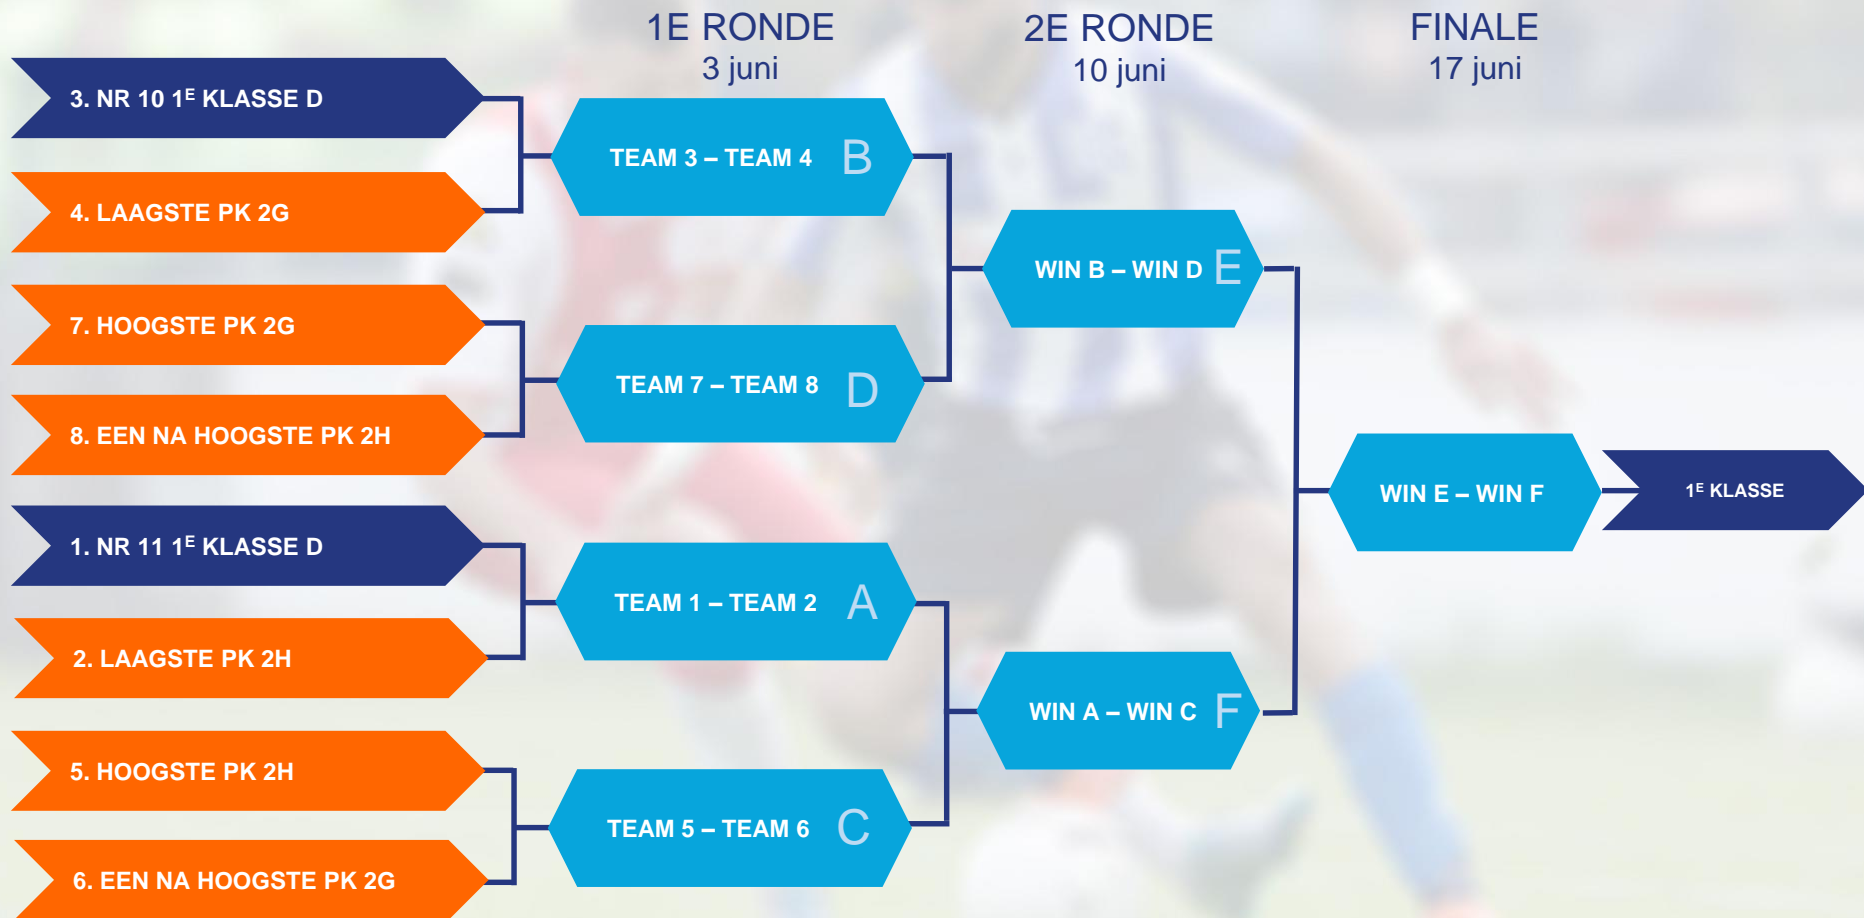 1E RONDE
3 juni
2E RONDE
10 juni
FINALE
17 juni
3. NR 10 1E KLASSE D
4. LAAGSTE PK 2G
7. HOOGSTE PK 2G
8. EEN NA HOOGSTE PK 2H
1. NR 11 1E KLASSE D
2. LAAGSTE PK 2H
5. HOOGSTE PK 2H
6. EEN NA HOOGSTE PK 2G
TEAM 3 – TEAM 4 B
TEAM 7 – TEAM 8 D
TEAM 1 – TEAM 2 A
TEAM 5 – TEAM 6 C
WIN B – WIN D E
WIN A – WIN C F
WIN E – WIN F
1E KLASSE